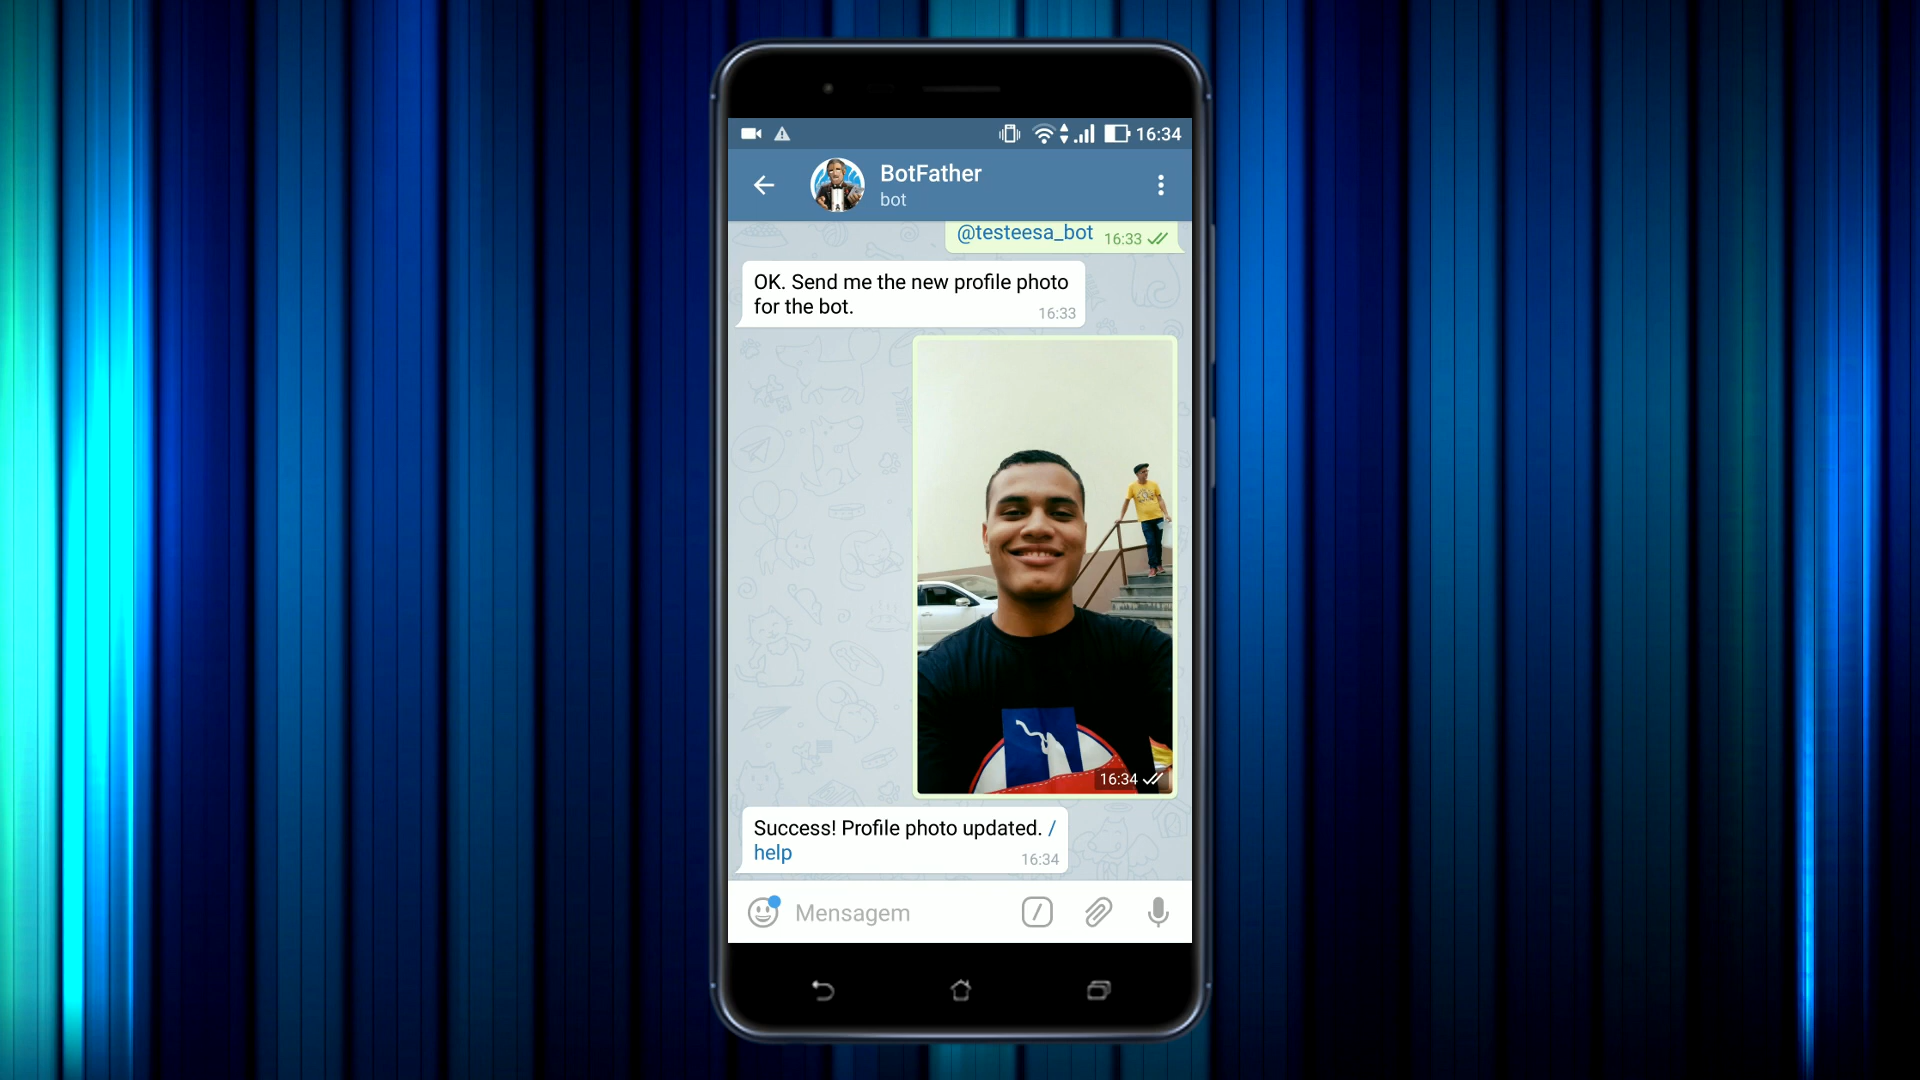 16:34
BotFather
bot
@testeesa_bot 16:33
OK. Send me the new profile photo
for the bot.
16:33
16:34
Success! Profile photo updated. /
help
16:34
Mensagem